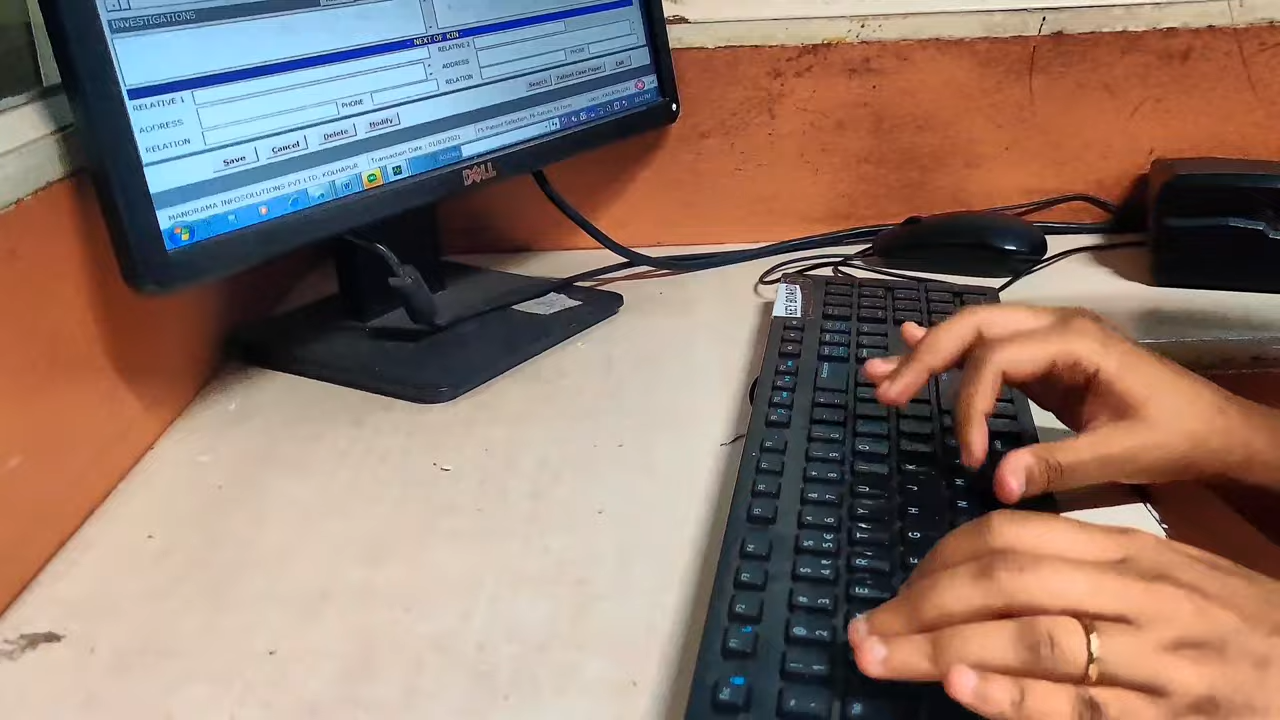 INVESTIGATIONS
NEXT OF KIN
RELATIVE 1
RELATIVE 2
ADDRESS
ADDRESS
PHONE
PHONE
RELATION
RELATION
Save
Cancel
Delete
Modify
Search
Patient Case Paper
Exit
MANORAMA INFOSOLUTIONS PVT LTD, KOLHAPUR
Transaction Date : 01/03/2021
DELL
KEY BOARD